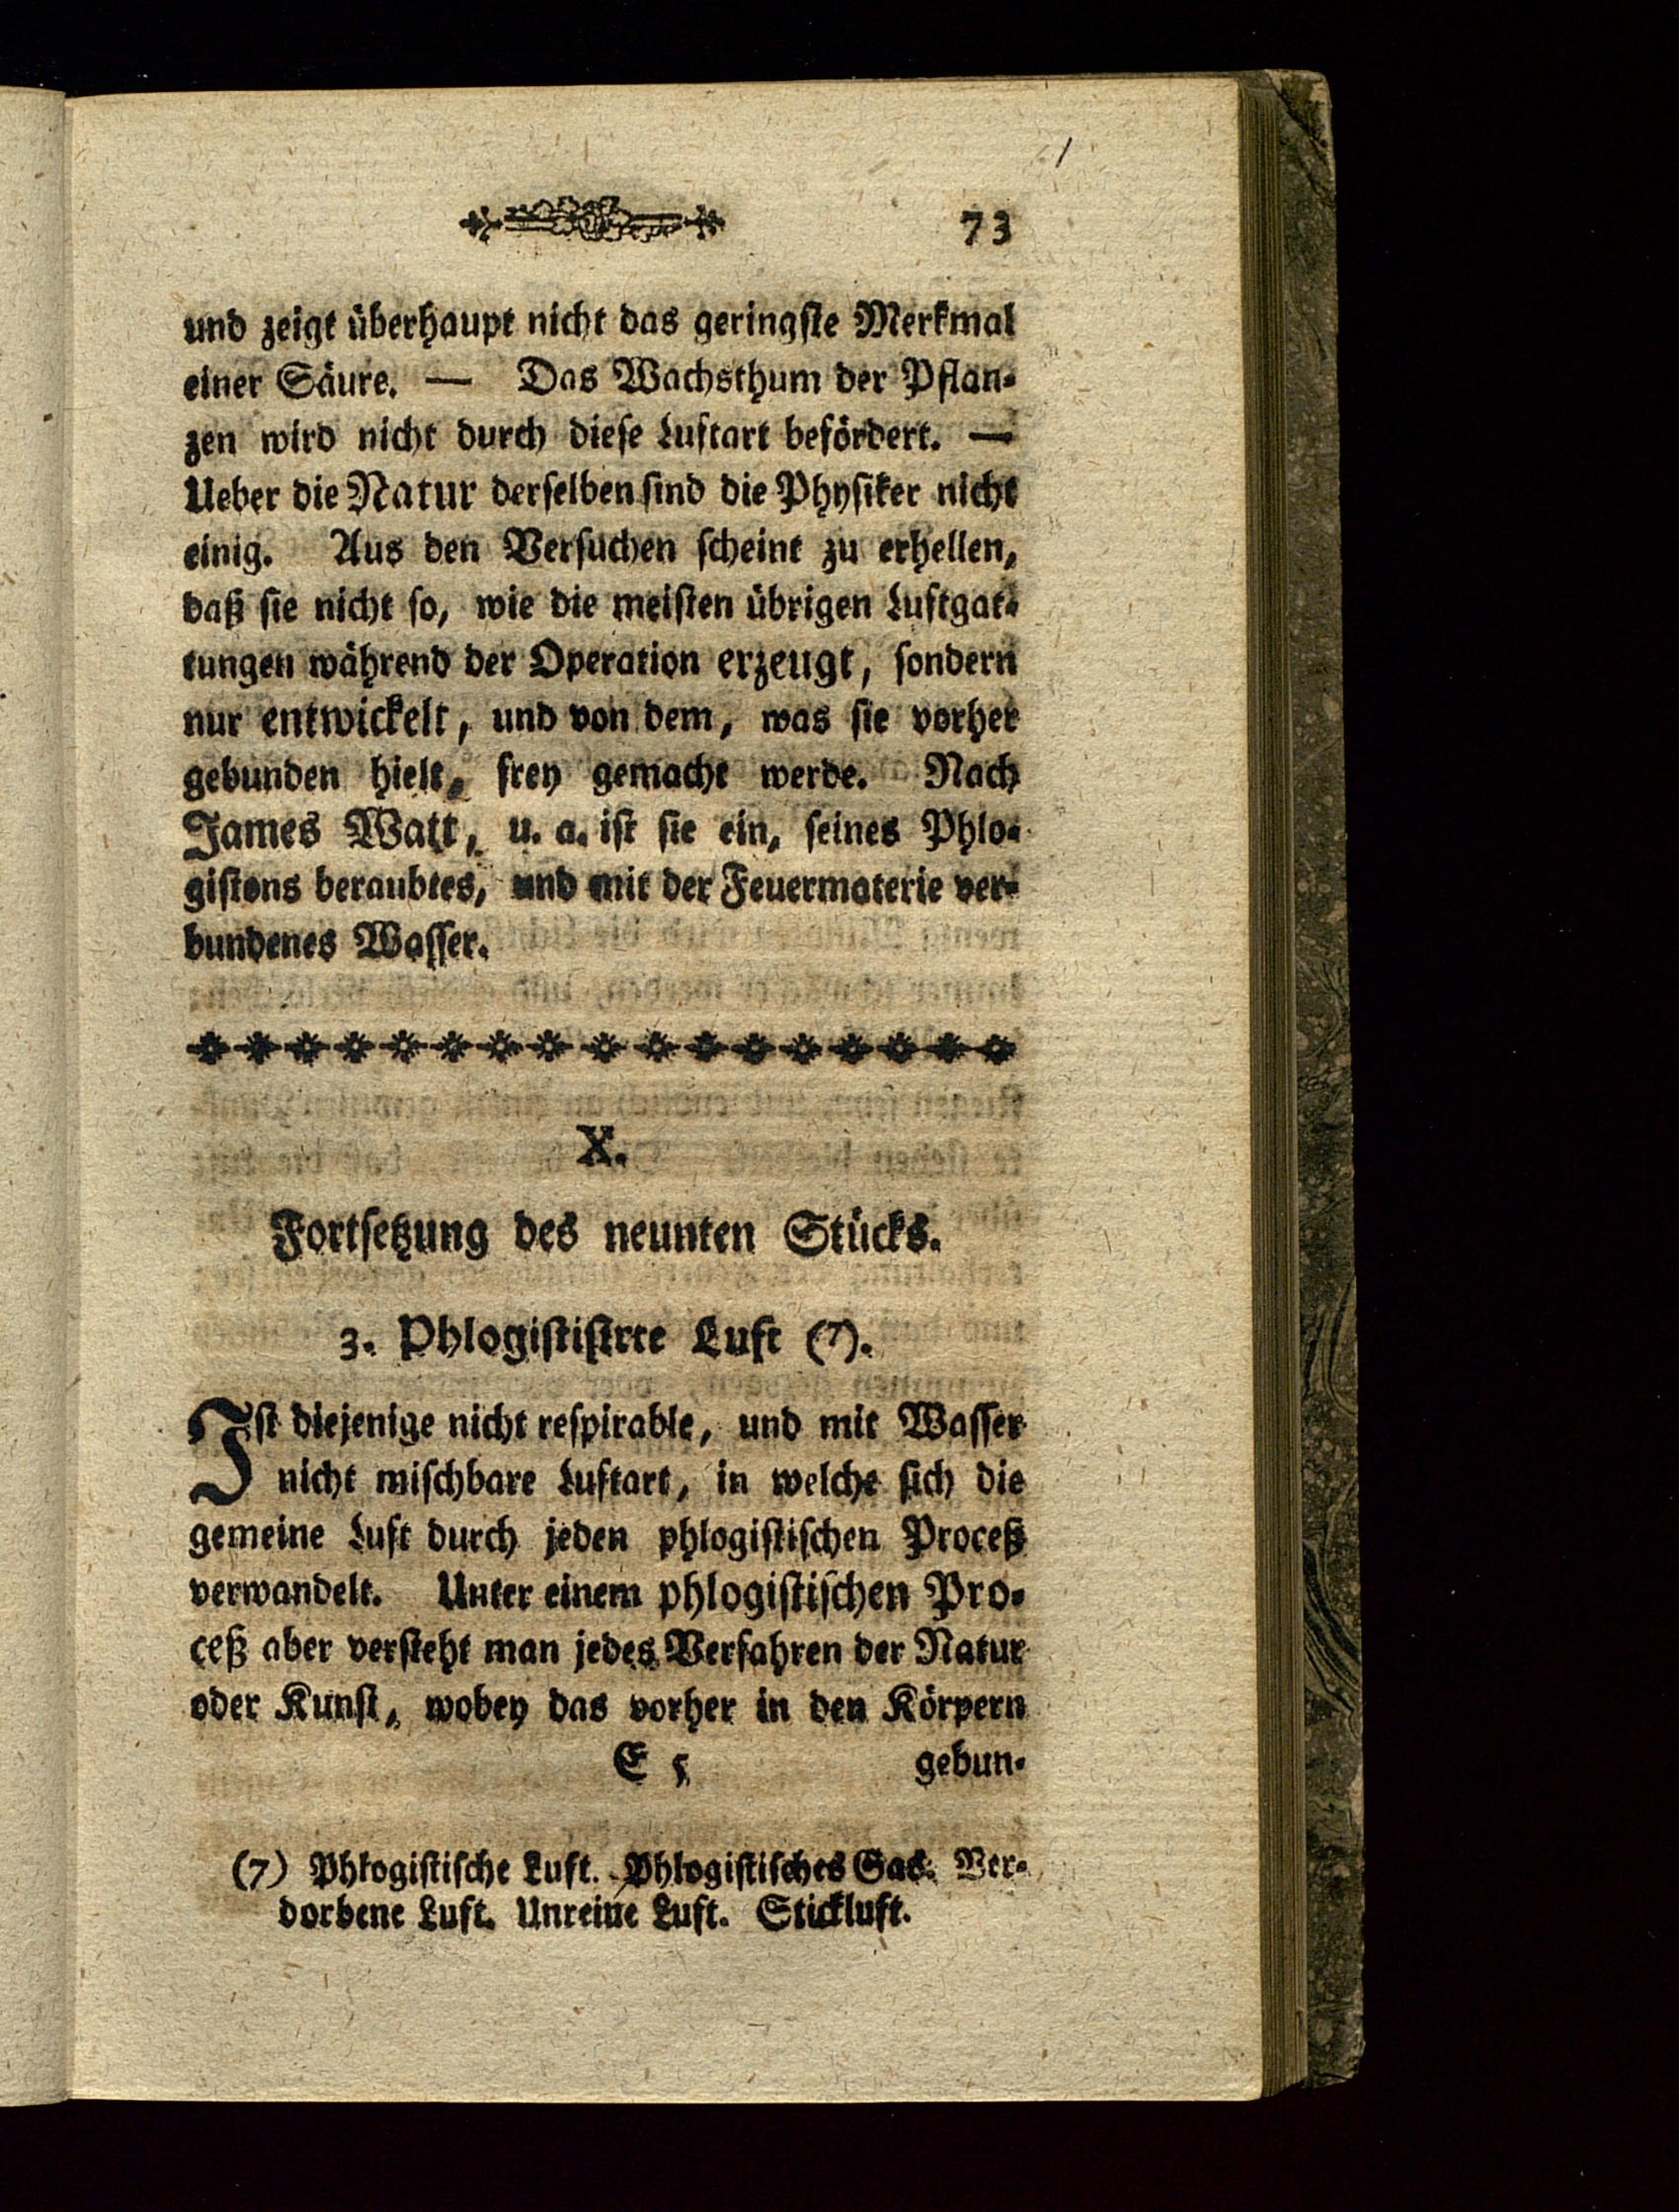 73
und zeigt überhaupt nicht das geringſte Merkmal
einer Säure. — Das Wachsthum der Pflan⸗
zen wird nicht durch dieſe Luftart befördert. —
Ueber die Natur derſelben ſind die Phyſiker nicht
einig. Aus den Verſuchen ſcheint zu erhellen,
daß ſie nicht ſo, wie die meiſten übrigen Luftgat⸗
tungen während der Operation erzeugt, ſondern
nur entwickelt, und von dem, was ſie vorher
gebunden hielt, frey gemacht werde. Nach
James Watt, u. a. iſt ſie ein, ſeines Phlo⸗
giſtons beraubtes, und mit der Feuermaterie ver⸗
bundenes Waſſer.
X.
Fortſetzung des neunten Stücks.
3. Phlogiſtiſirte Luft (7).
Iſt diejenige nicht reſpirable, und mit Waſſer
nicht miſchbare Luftart, in welche ſich die
gemeine Luft durch jeden phlogiſtiſchen Proceß
verwandelt. Unter einem phlogiſtiſchen Pro⸗
ceß aber verſteht man jedes Verfahren der Natur
oder Kunſt, wobey das vorher in den Körpern
E 5 gebun⸗
(7) Phlogiſtiſche Luft. Phlogiſtiſches Gas. Ver⸗
dorbene Luft. Unreine Luft. Stickluft.